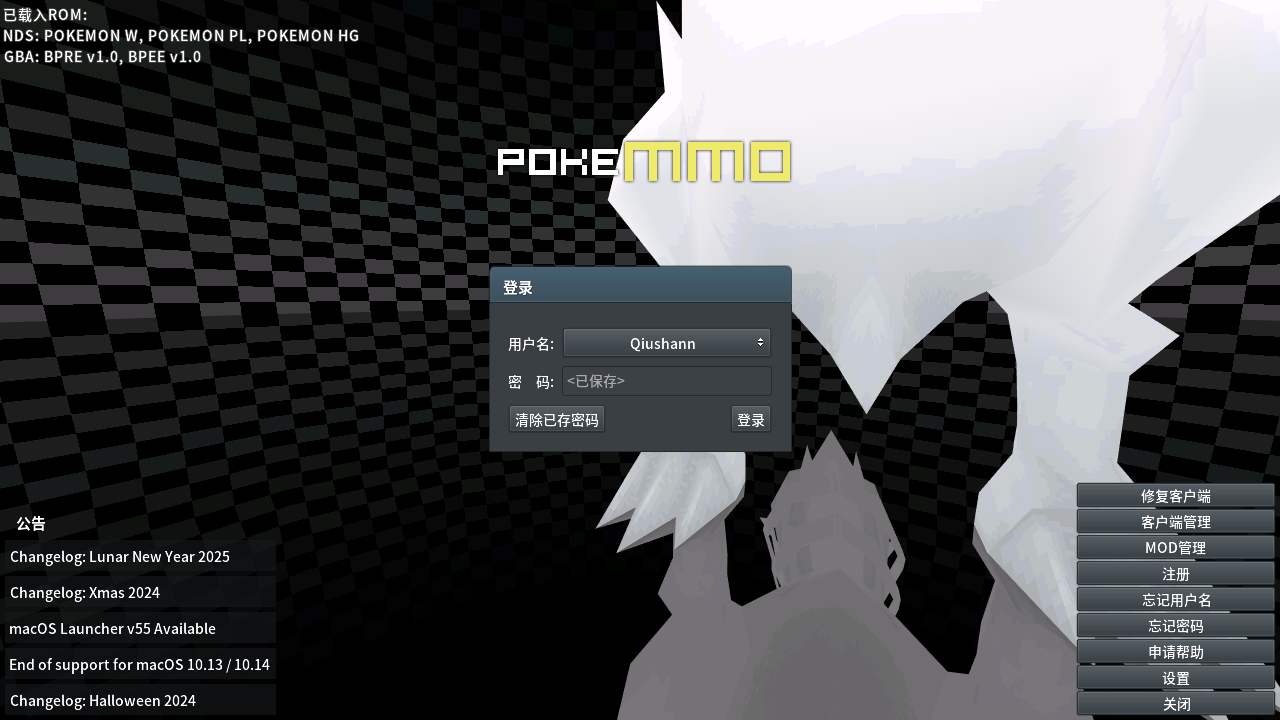 已载入ROM:
NDS: POKEMON W, POKEMON PL, POKEMON HG
GBA: BPRE v1.0, BPEE v1.0
POKEMMO
登录
用户名:
Qiushann
密 码:
<已保存>
清除已存密码
登录
公告
Changelog: Lunar New Year 2025
Changelog: Xmas 2024
macOS Launcher v55 Available
End of support for macOS 10.13 / 10.14
Changelog: Halloween 2024
修复客户端
客户端管理
MOD管理
注册
忘记用户名
忘记密码
申请帮助
设置
关闭